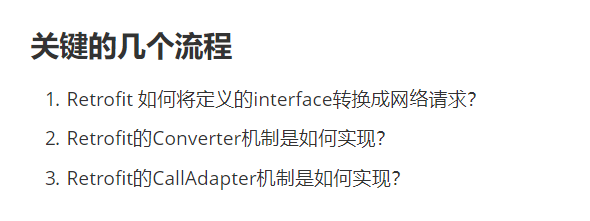 关键的几个流程
1. Retrofit 如何将定义的interface转换成网络请求？
2. Retrofit的Converter机制是如何实现？
3. Retrofit的CallAdapter机制是如何实现？